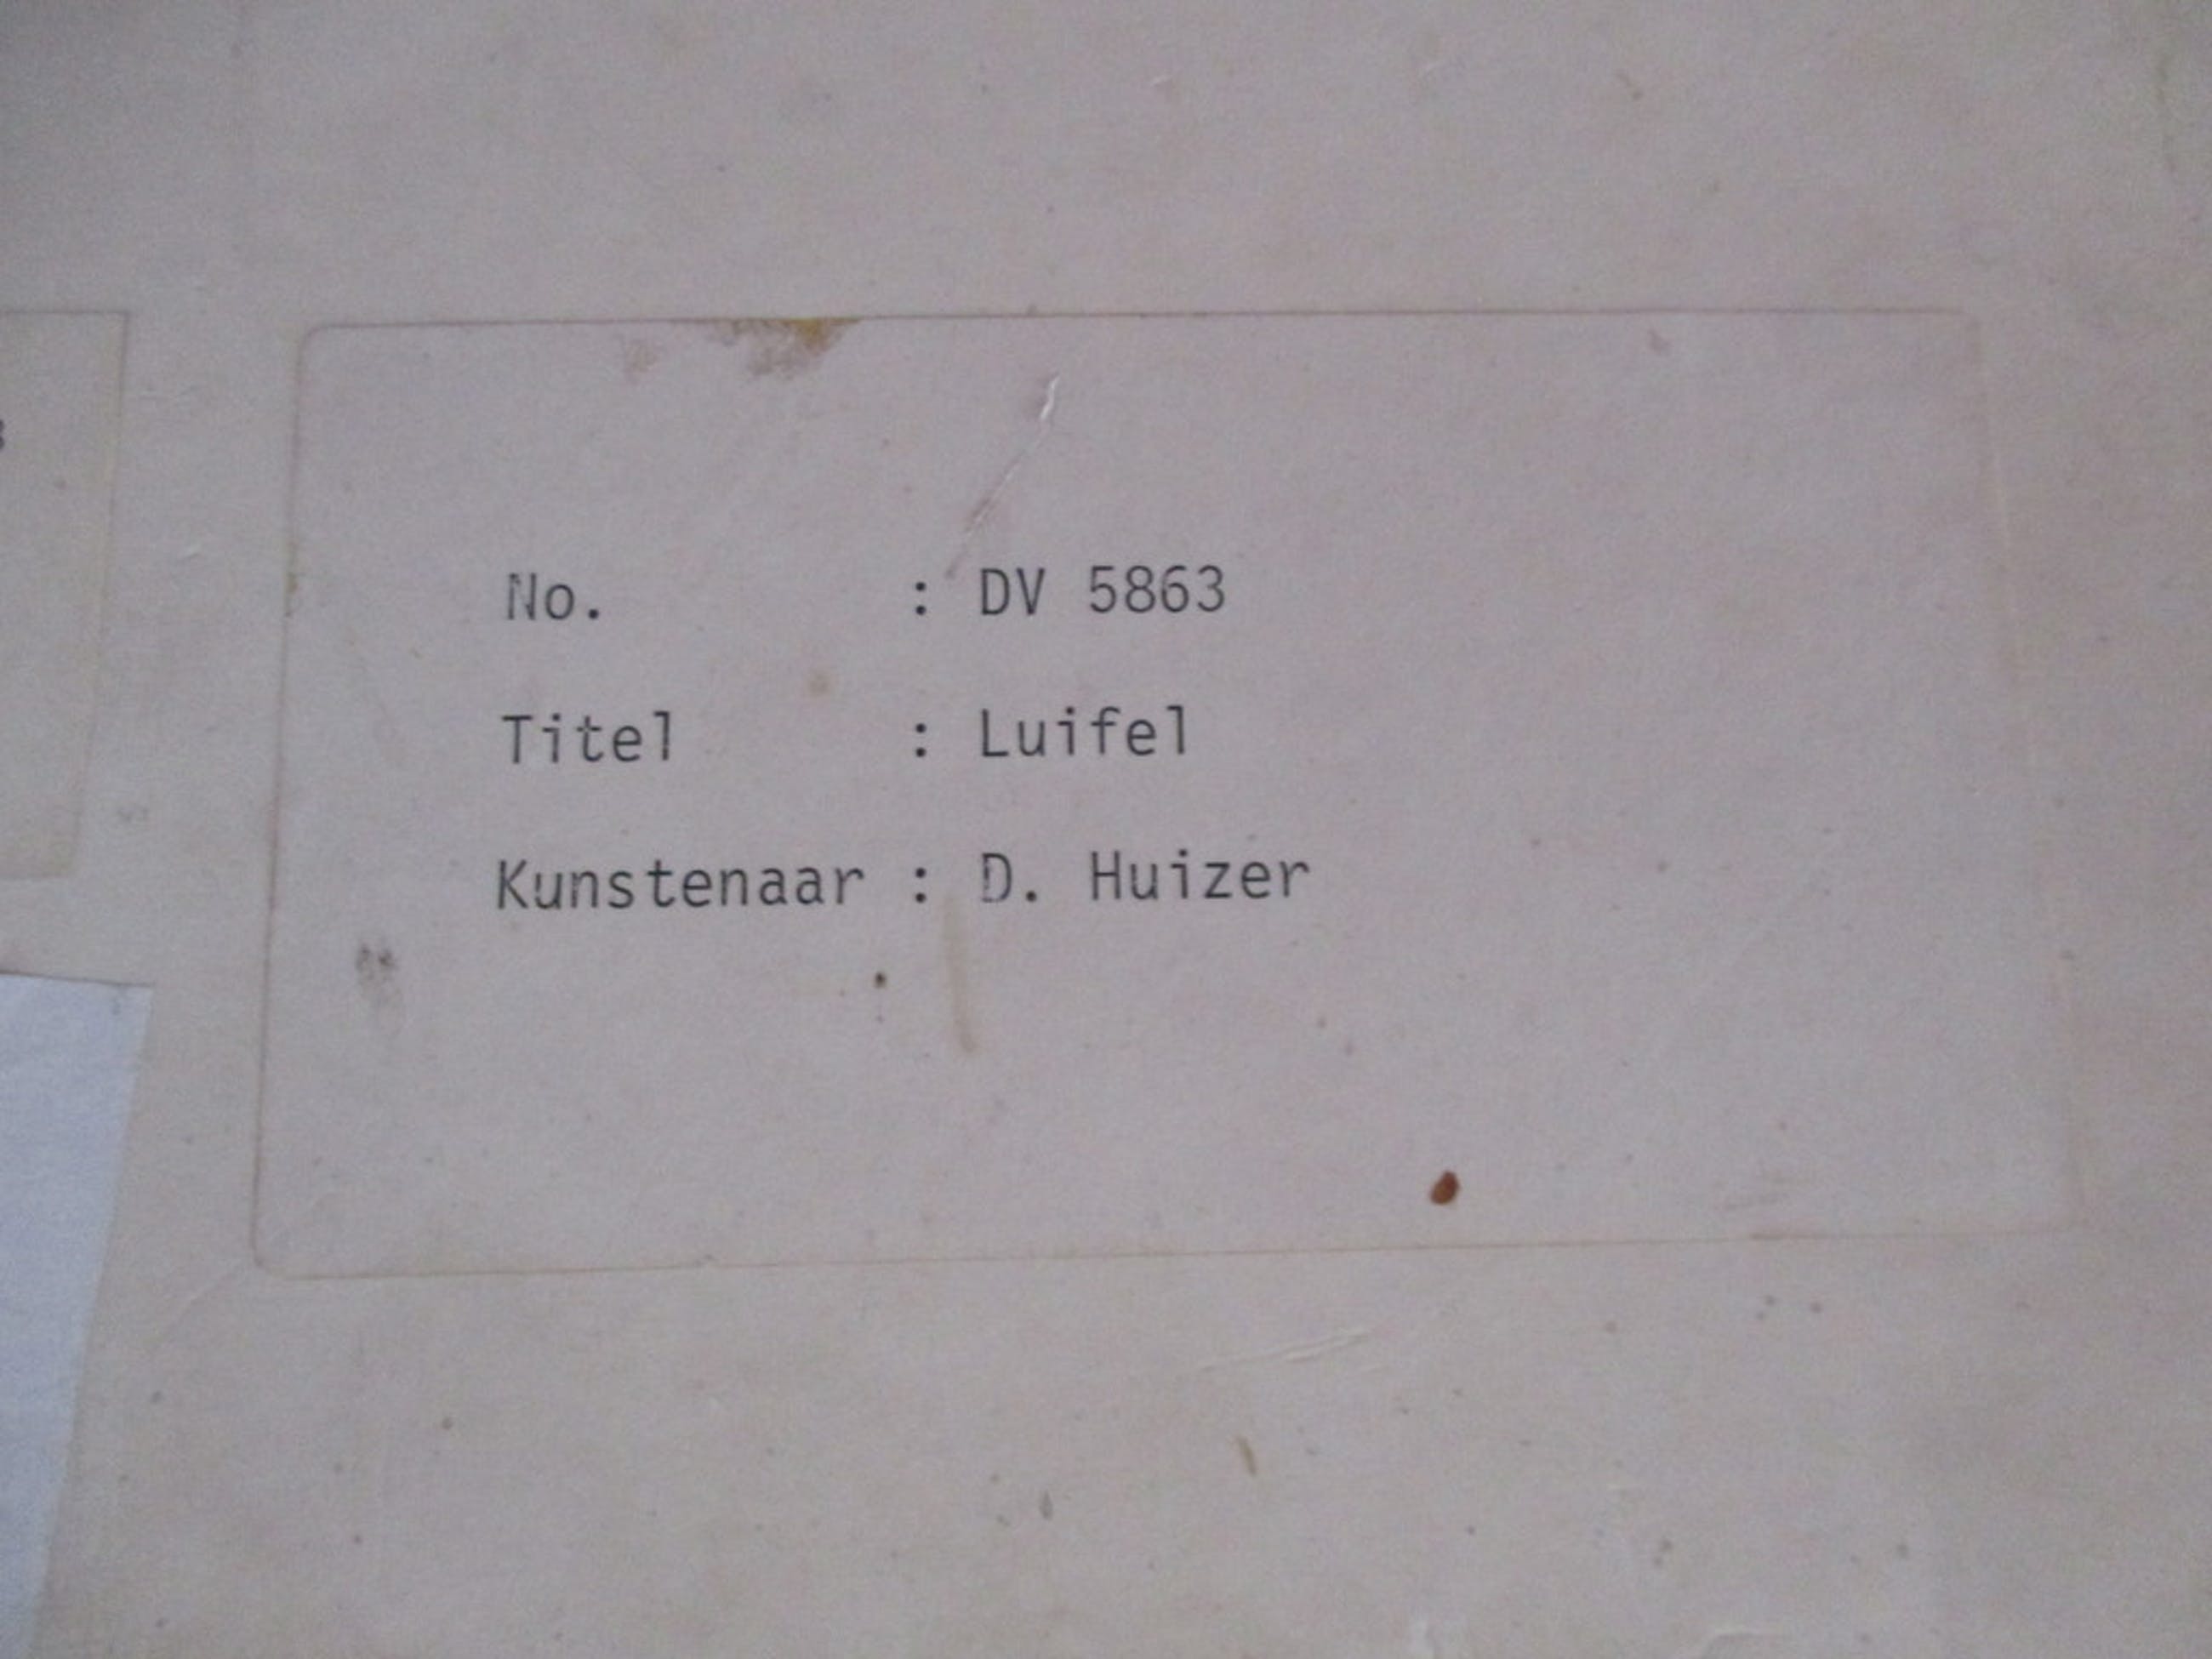 No. : DV 5863
Titel : Luifel
Kunstenaar : D. Huizer